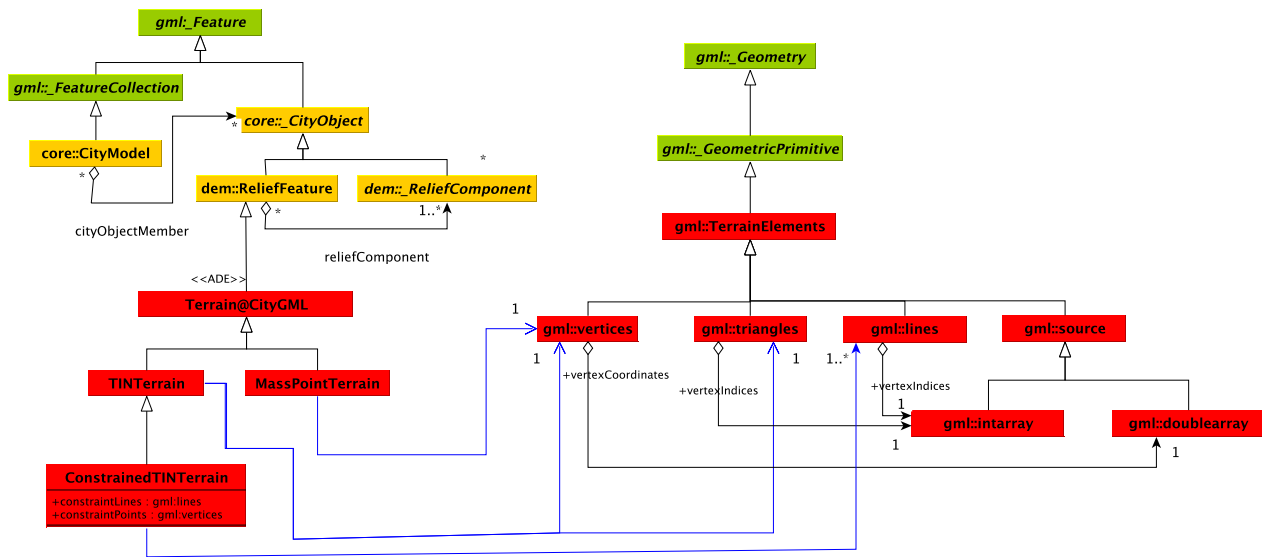 gml:_Feature
gml::_Geometry
gml::_FeatureCollection
core::_CityObject
*
core::CityModel
gml::_GeometricPrimitive
*
*
dem::ReliefFeature
dem::_ReliefComponent
*
1..*
gml::TerrainElements
cityObjectMember
reliefComponent
<<ADE>>
Terrain@CityGML
1
gml::vertices
gml::triangles
gml::lines
gml::source
1
1
1..*
+vertexCoordinates
TINTerrain
MassPointTerrain
+vertexIndices
+vertexIndices
1
gml::intarray
gml::doublearray
1
1
ConstrainedTINTerrain
+constraintLines : gml:lines
+constraintPoints : gml:vertices